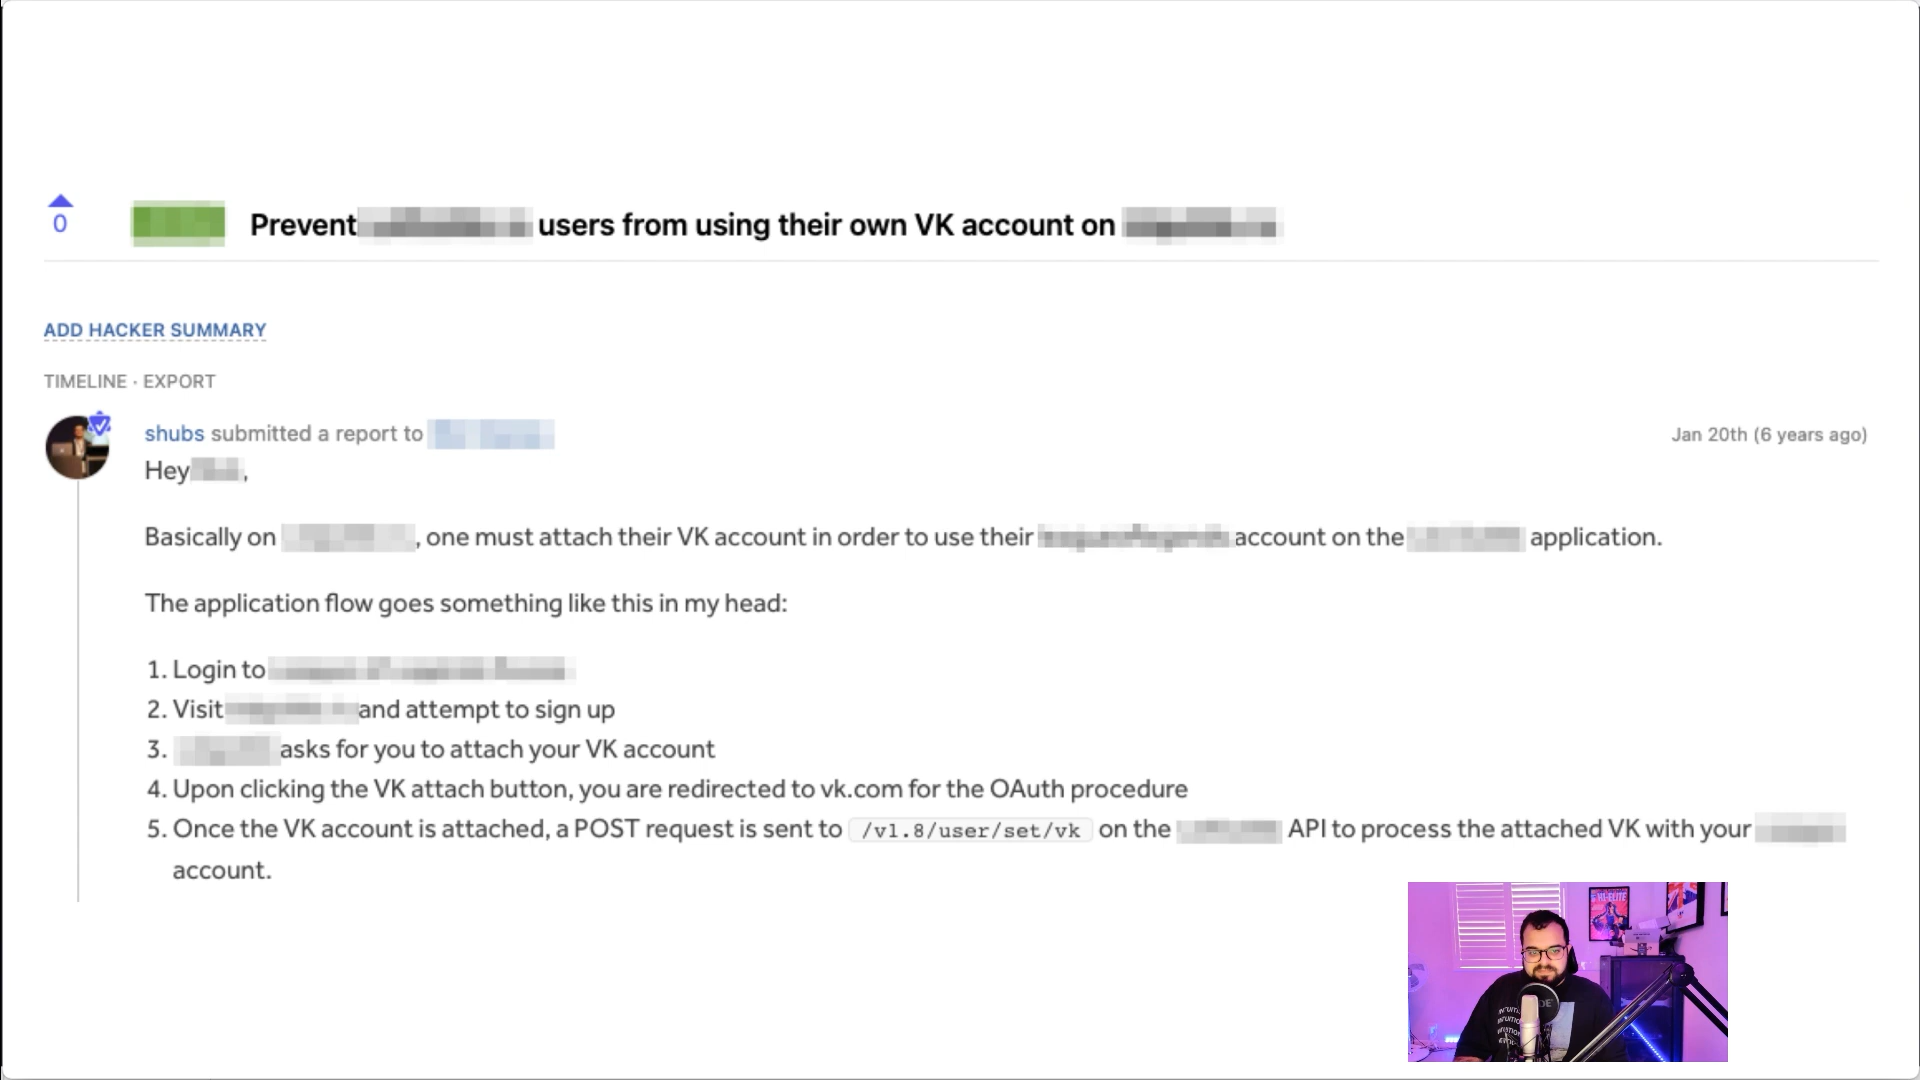 0
Prevent users from using their own VK account on
ADD HACKER SUMMARY
TIMELINE · EXPORT
shubs submitted a report to
Jan 20th (6 years ago)
Hey ,
Basically on , one must attach their VK account in order to use their account on the application.
The application flow goes something like this in my head:
1. Login to
2. Visit and attempt to sign up
3. asks for you to attach your VK account
4. Upon clicking the VK attach button, you are redirected to vk.com for the OAuth procedure
5. Once the VK account is attached, a POST request is sent to /v1.8/user/set/vk on the API to process the attached VK with your
account.